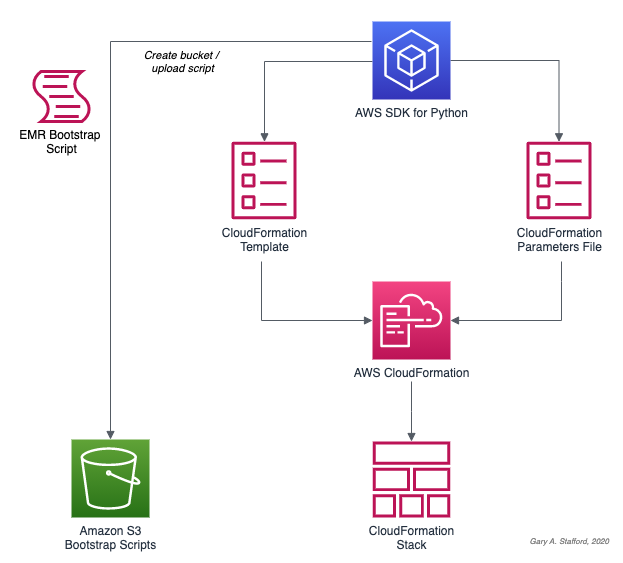 Create bucket /
upload script
AWS SDK for Python
EMR Bootstrap
Script
CloudFormation
Template
CloudFormation
Parameters File
AWS CloudFormation
Amazon S3
Bootstrap Scripts
CloudFormation
Stack
Gary A. Stafford, 2020